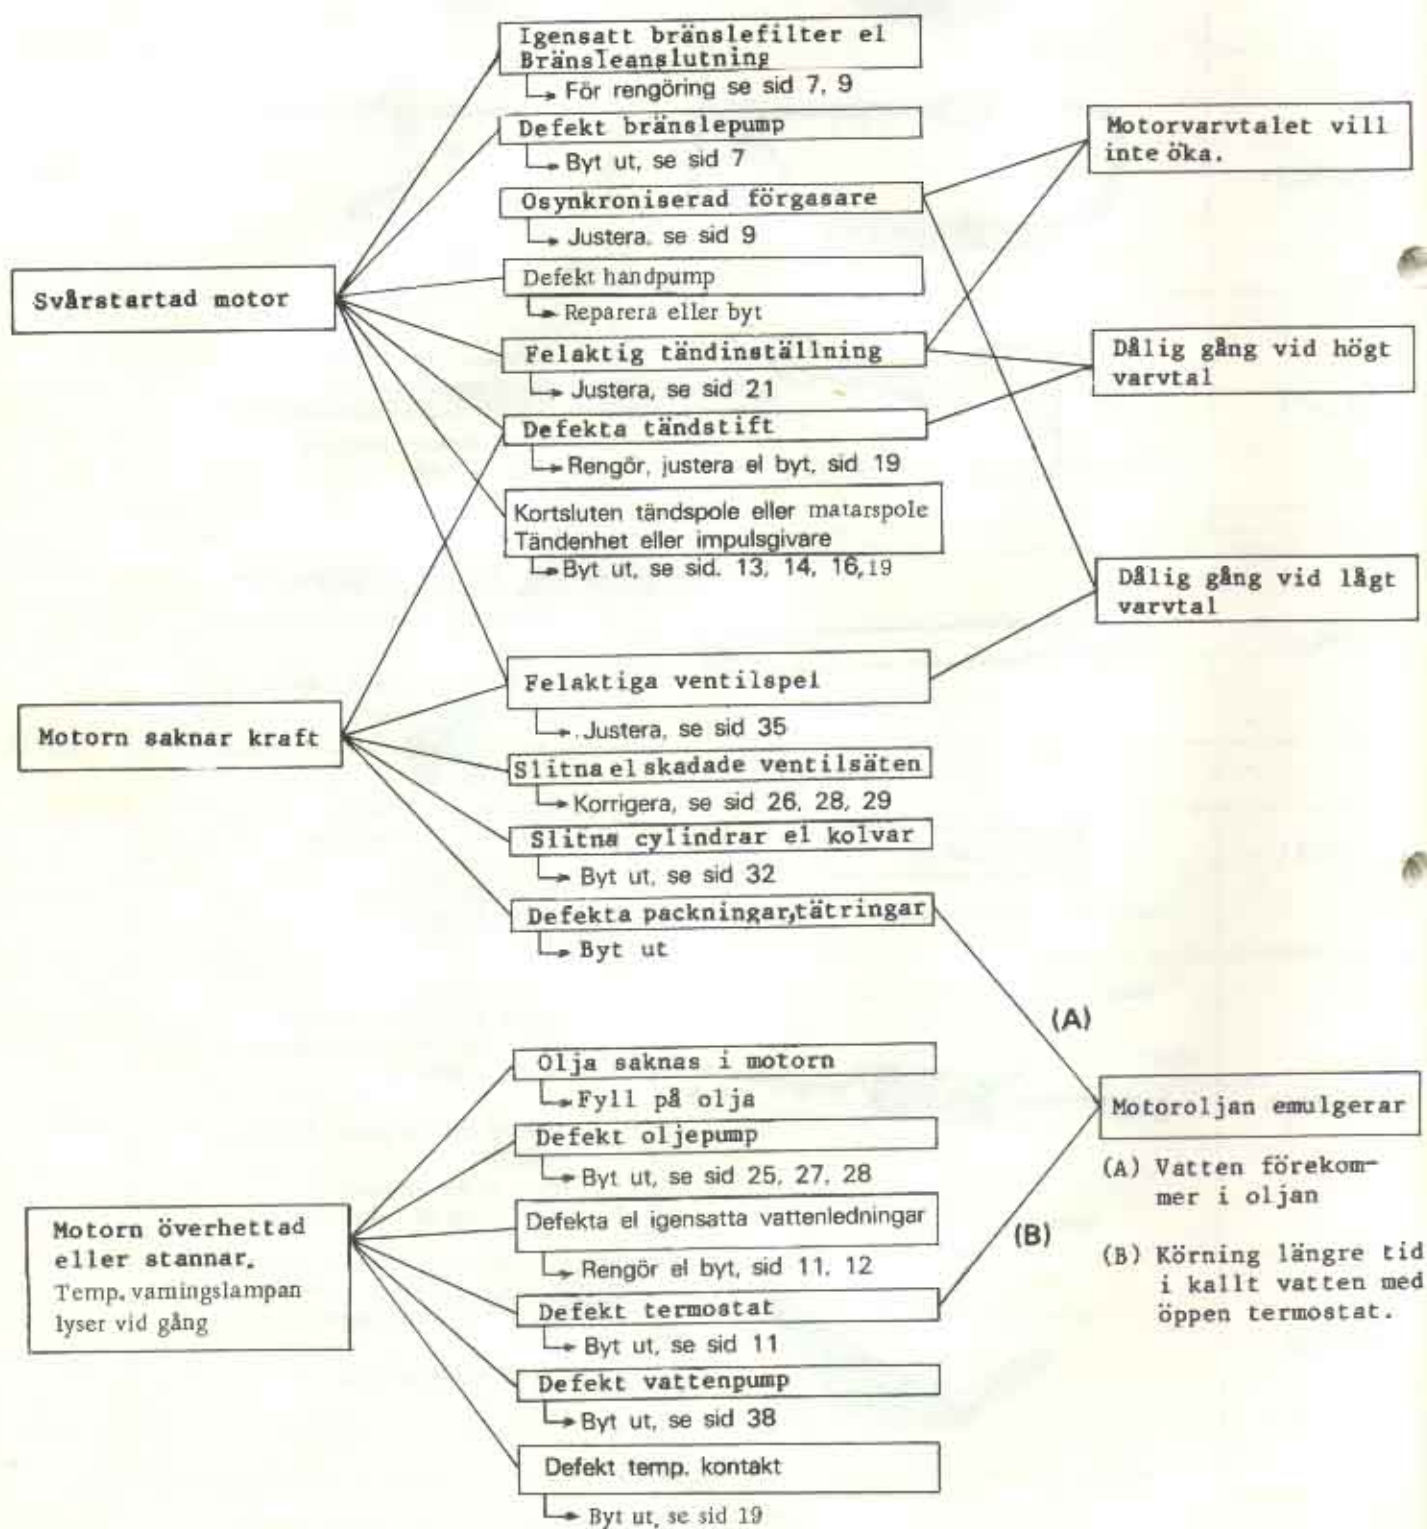 Svårstartad motor
Motorn saknar kraft
Motorn överhettad
eller stannar.
Temp. varningslampan
lyser vid gång
Igensatt bränslefilter el
Bränsleanslutning
För rengöring se sid 7, 9
Defekt bränslepump
Byt ut, se sid 7
Osynkroniserad förgasare
Justera, se sid 9
Defekt handpump
Reparera eller byt
Felaktig tändinställning
Justera, se sid 21
Defekta tändstift
Rengör, justera el byt, sid 19
Kortsluten tändspole eller matarspole
Tändenhet eller impulsgivare
Byt ut, se sid. 13, 14, 16, 19
Felaktiga ventilspel
Justera, se sid 35
Slitna el skadade ventilsäten
Korrigera, se sid 26, 28, 29
Slitna cylindrar el kolvar
Byt ut, se sid 32
Defekta packningar, tätringar
Byt ut
Olja saknas i motorn
Fyll på olja
Defekt oljepump
Byt ut, se sid 25, 27, 28
Defekta el igensatta vattenledningar
Rengör el byt, sid 11, 12
Defekt termostat
Byt ut, se sid 11
Defekt vattenpump
Byt ut, se sid 38
Defekt temp. kontakt
Byt ut, se sid 19
Motorvarvtalet vill
inte öka.
Dålig gång vid högt
varvtal
Dålig gång vid lågt
varvtal
(A)
(B)
Motoroljan emulgerar
(A) Vatten förekom-
mer i oljan
(B) Körning längre tid
i kallt vatten med
öppen termostat.